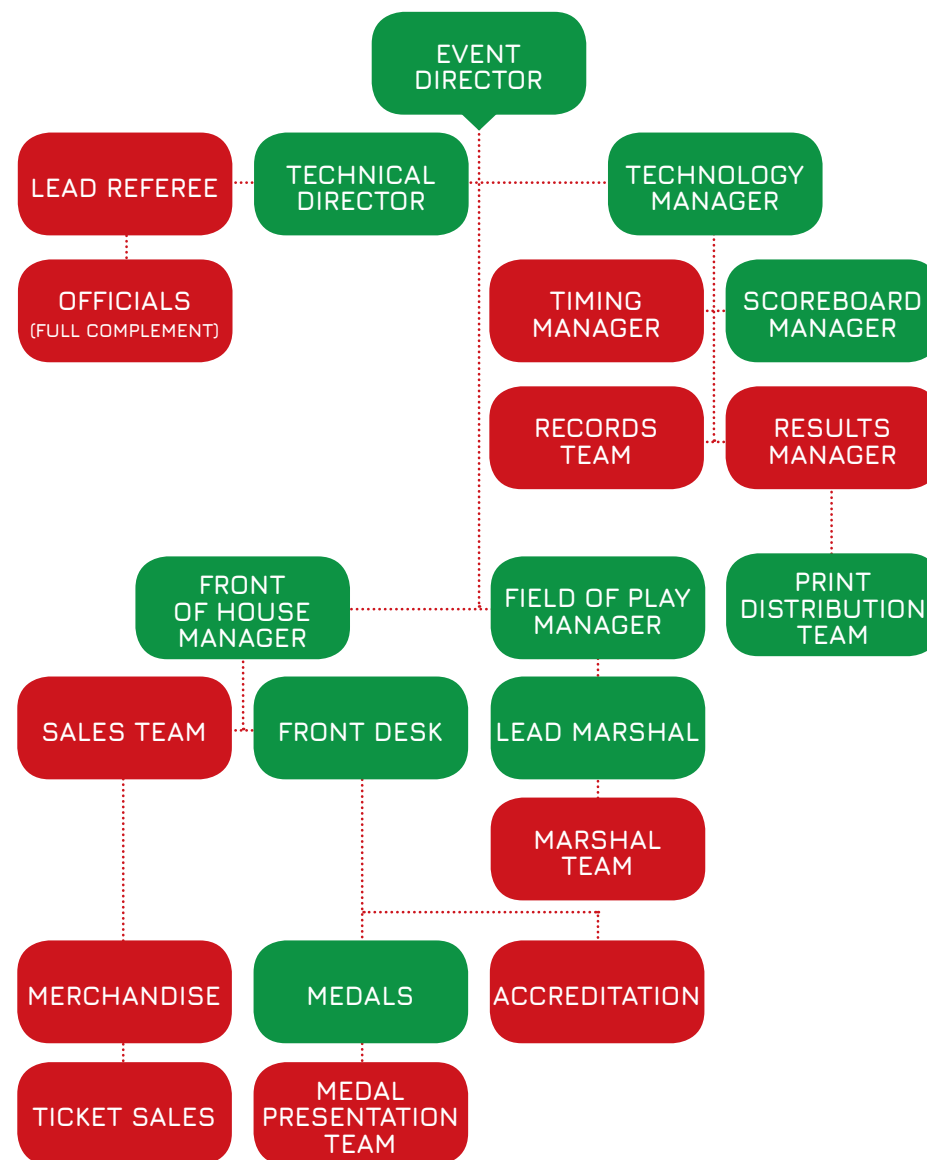 EVENT
DIRECTOR
LEAD REFEREE
TECHNICAL
DIRECTOR
TECHNOLOGY
MANAGER
OFFICIALS
(FULL COMPLEMENT)
TIMING
MANAGER
SCOREBOARD
MANAGER
RECORDS
TEAM
RESULTS
MANAGER
FRONT
OF HOUSE
MANAGER
FIELD OF PLAY
MANAGER
PRINT
DISTRIBUTION
TEAM
SALES TEAM
FRONT DESK
LEAD MARSHAL
MARSHAL
TEAM
MERCHANDISE
MEDALS
ACCREDITATION
TICKET SALES
MEDAL
PRESENTATION
TEAM